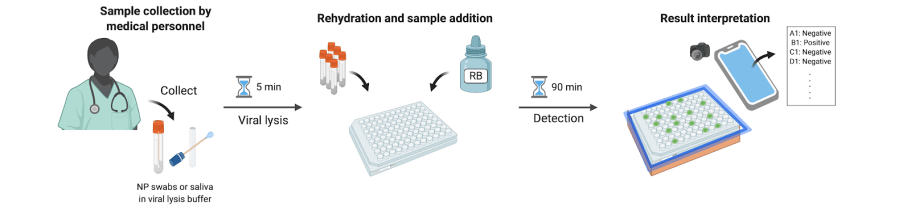 Sample collection by
medical personnel
Collect
NP swabs or saliva
in viral lysis buffer
5 min
Viral lysis
Rehydration and sample addition
RB
90 min
Detection
Result interpretation
A1: Negative
B1: Positive
C1: Negative
D1: Negative
.
.
.
.